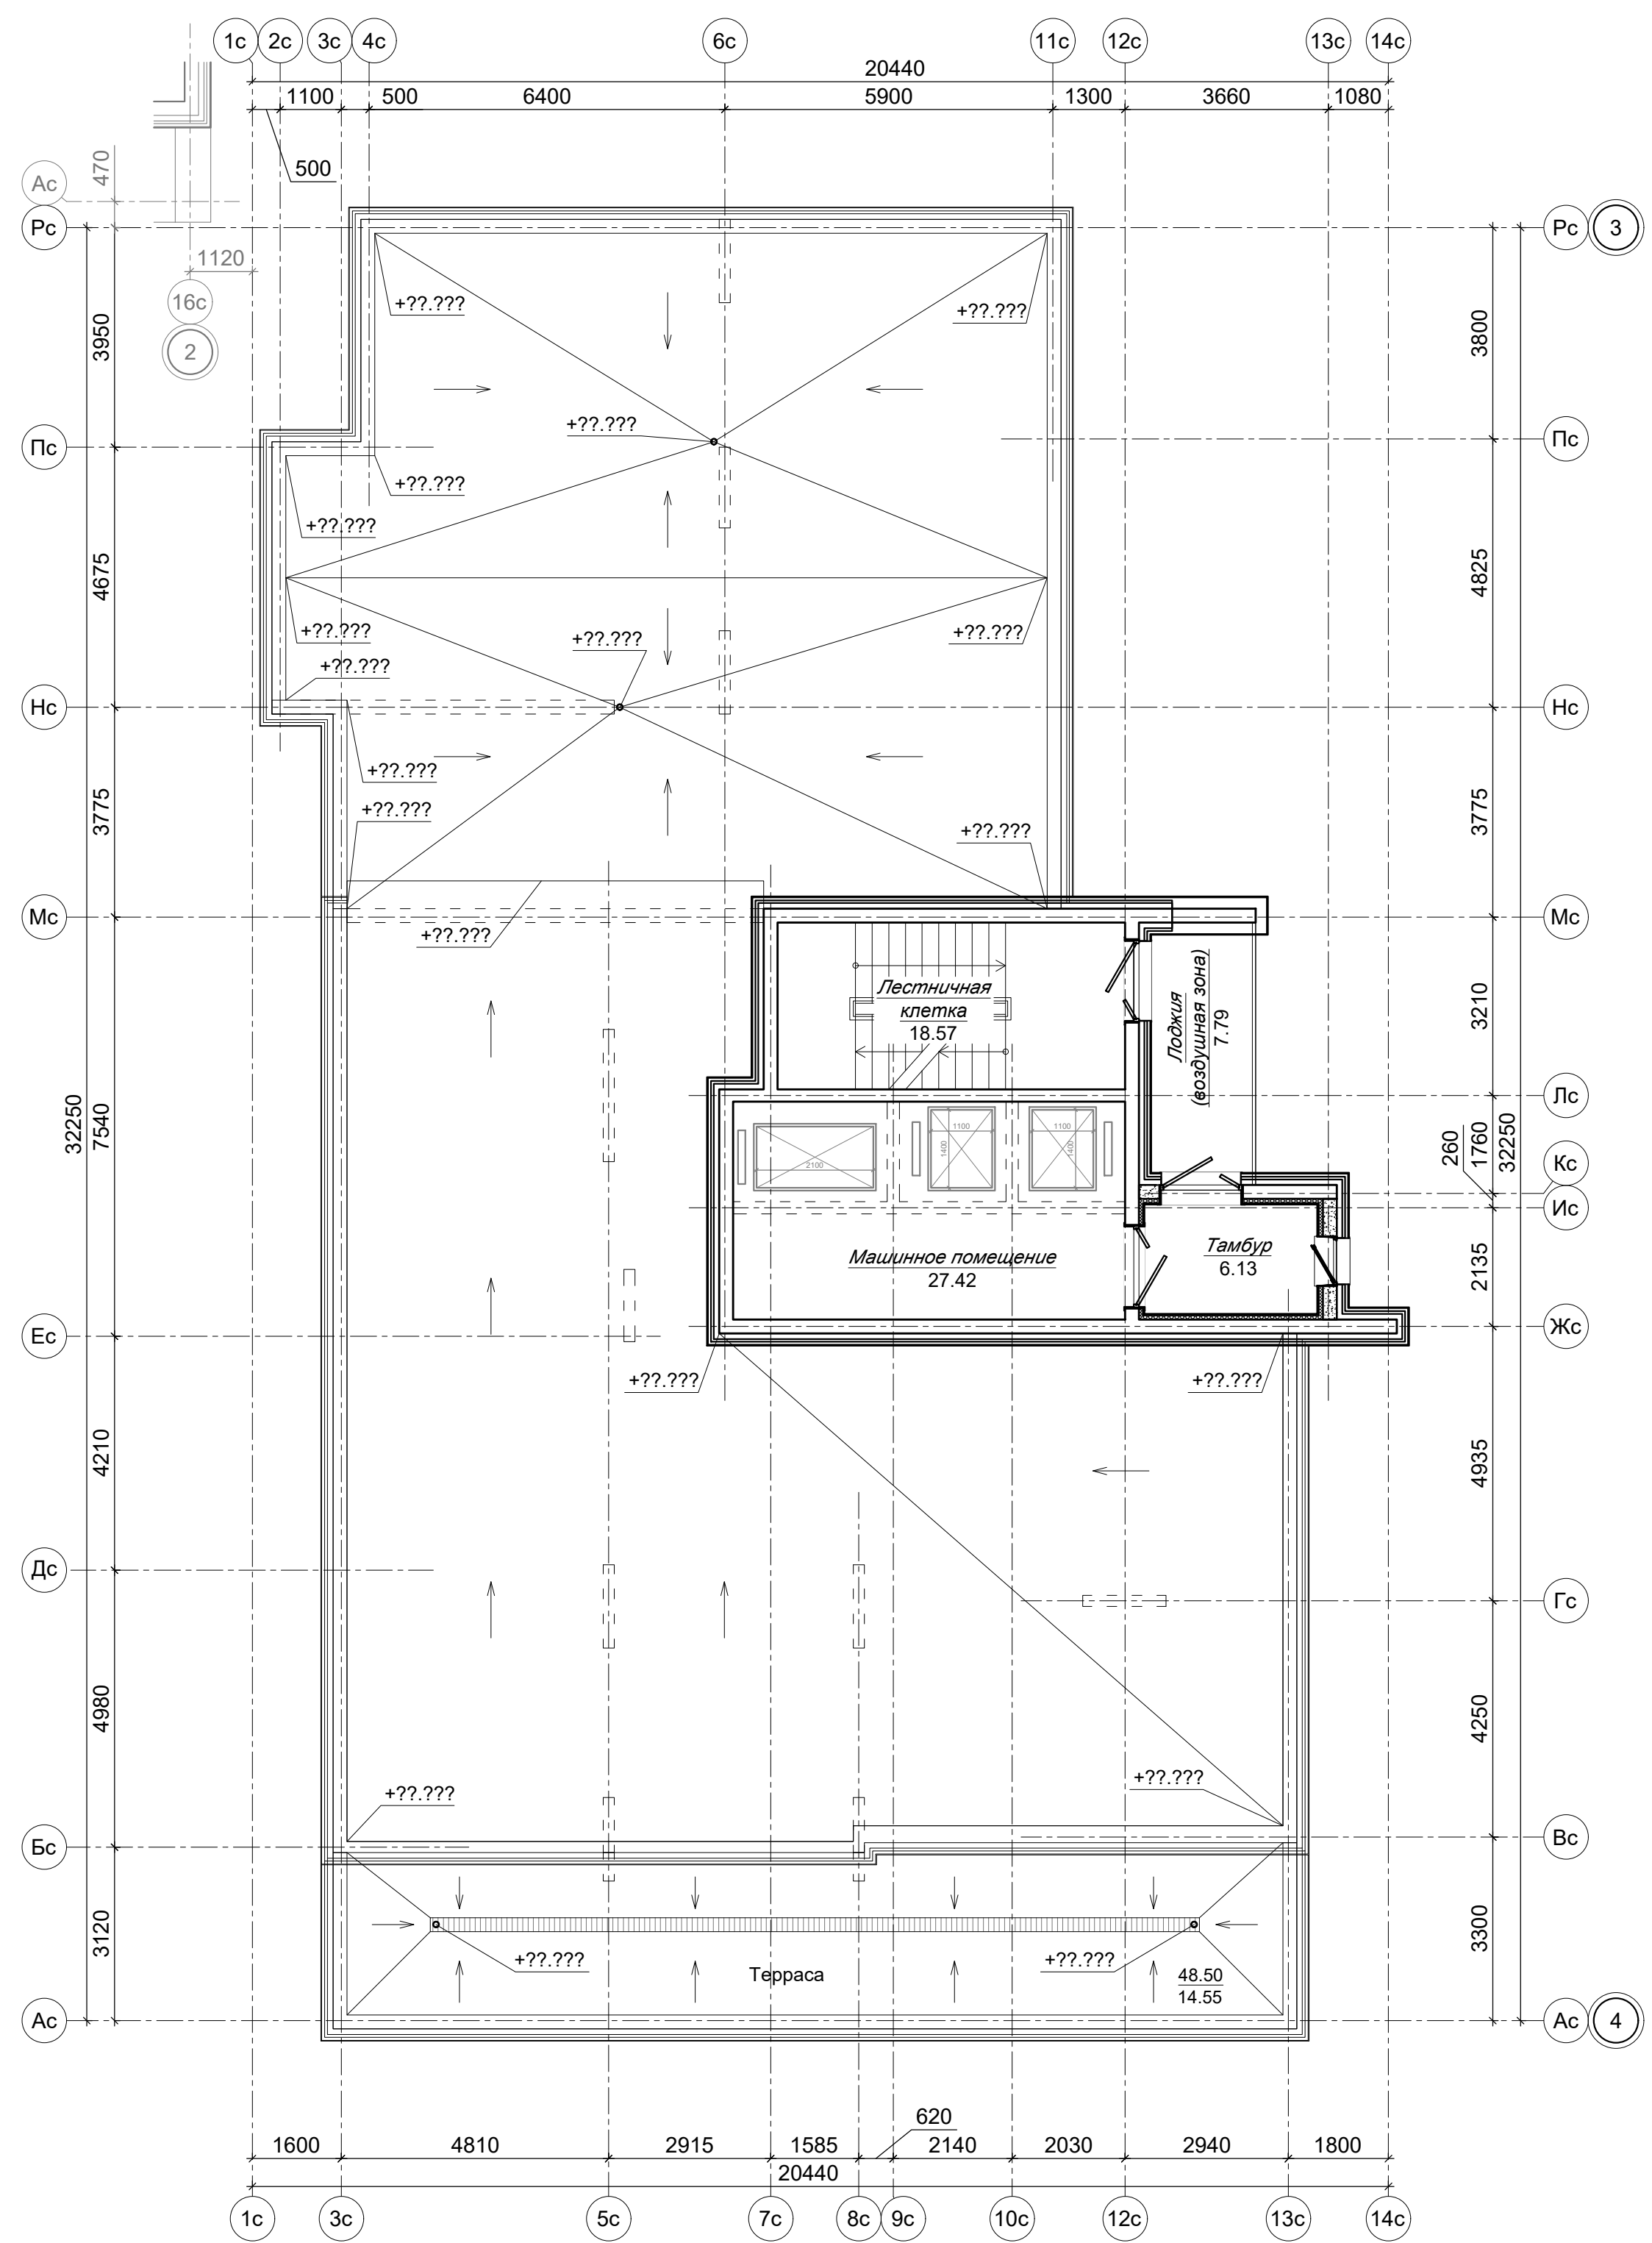 1с 2с 3с 4с 6с 11с 12с 13с 14с
20440
1100 500 6400 5900 1300 3660 1080
500
470
Ас
Рс
Рс 3
1120
16с
2
+??.???
+??.???
3950
3800
+??.???
Пс
Пс
+??.???
+??.???
4675
4825
+??.???
+??.???
+??.???
+??.???
Нс
Нс
+??.???
+??.???
+??.???
3775
3775
Мс
Мс
+??.???
Лестничная
клетка
18.57
Лоджия
(воздушная зона)
7.79
3210
Лс
32250
7540
1100
1400
1100
1400
2100
260
1760
32250
Кс
Ис
Машинное помещение
27.42
Тамбур
6.13
2135
Ес
Жс
+??.???
+??.???
4210
4935
Дс
Гс
4980
4250
+??.???
+??.???
Бс
Вс
3120
3300
+??.???
+??.???
Терраса
48.50
14.55
Ас
Ас 4
620
1600 4810 2915 1585 2140 2030 2940 1800
20440
1с 3с 5с 7с 8с 9с 10с 12с 13с 14с